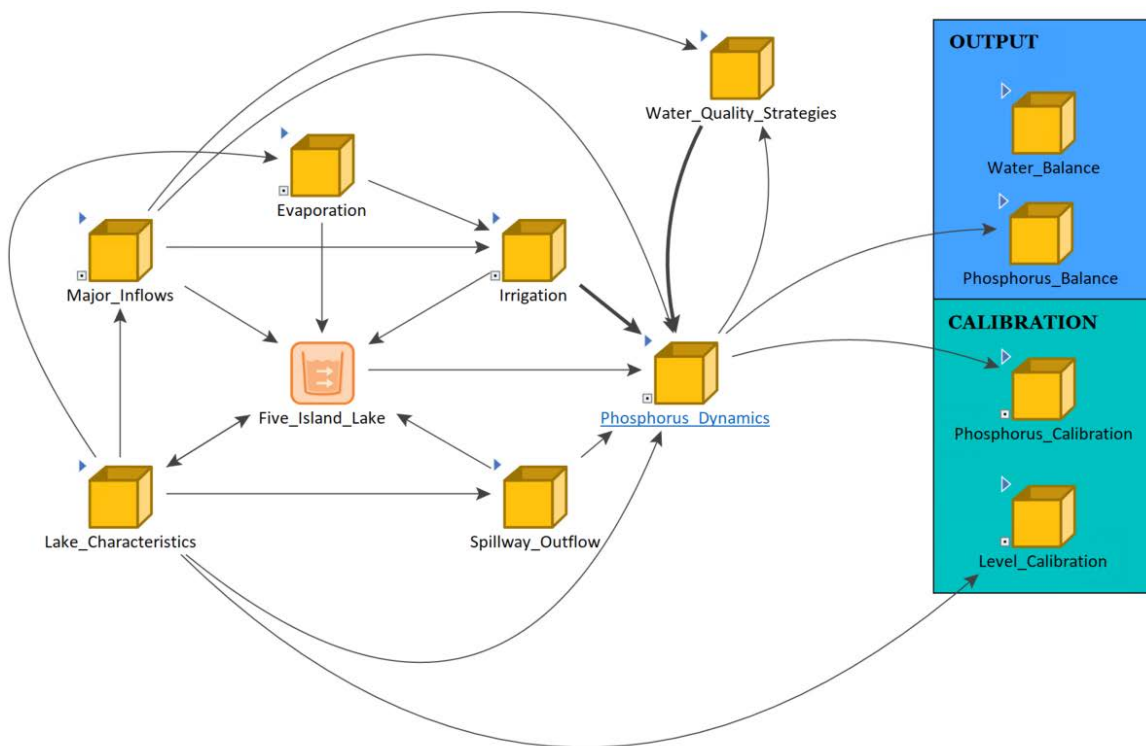 Water_Quality_Strategies
OUTPUT
Water_Balance
Evaporation
Major_Inflows
Irrigation
Phosphorus_Balance
CALIBRATION
Five_Island_Lake
Phosphorus_Dynamics
Phosphorus_Calibration
Lake_Characteristics
Spillway_Outflow
Level_Calibration